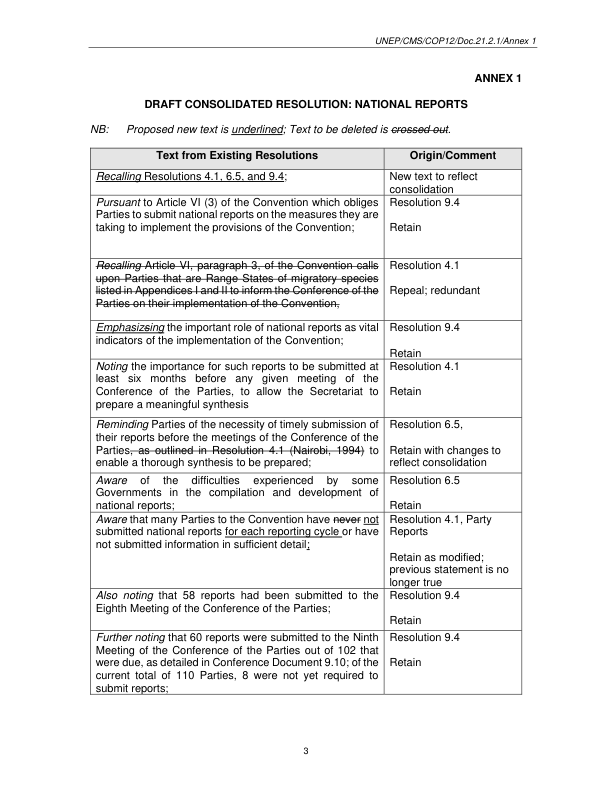 UNEP/CMS/COP12/Doc.21.2.1/Annex 1
ANNEX 1
DRAFT CONSOLIDATED RESOLUTION: NATIONAL REPORTS
NB: Proposed new text is underlined; Text to be deleted is crossed out.
Text from Existing Resolutions
Origin/Comment
Recalling Resolutions 4.1, 6.5, and 9.4;
New text to reflect
consolidation
Pursuant to Article VI (3) of the Convention which obliges
Parties to submit national reports on the measures they are
taking to implement the provisions of the Convention;
Resolution 9.4
Retain
Recalling Article VI, paragraph 3, of the Convention calls
upon Parties that are Range States of migratory species
listed in Appendices I and II to inform the Conference of the
Parties on their implementation of the Convention,
Resolution 4.1
Repeal; redundant
Emphasizsing the important role of national reports as vital
indicators of the implementation of the Convention;
Resolution 9.4
Retain
Noting the importance for such reports to be submitted at
least six months before any given meeting of the
Conference of the Parties, to allow the Secretariat to
prepare a meaningful synthesis
Resolution 4.1
Retain
Reminding Parties of the necessity of timely submission of
their reports before the meetings of the Conference of the
Parties, as outlined in Resolution 4.1 (Nairobi, 1994) to
enable a thorough synthesis to be prepared;
Resolution 6.5,
Retain with changes to
reflect consolidation
Aware of the difficulties experienced by some
Governments in the compilation and development of
national reports;
Resolution 6.5
Retain
Aware that many Parties to the Convention have never not
submitted national reports for each reporting cycle or have
not submitted information in sufficient detail;
Resolution 4.1, Party
Reports
Retain as modified;
previous statement is no
longer true
Also noting that 58 reports had been submitted to the
Eighth Meeting of the Conference of the Parties;
Resolution 9.4
Retain
Further noting that 60 reports were submitted to the Ninth
Meeting of the Conference of the Parties out of 102 that
were due, as detailed in Conference Document 9.10; of the
current total of 110 Parties, 8 were not yet required to
submit reports;
Resolution 9.4
Retain
3